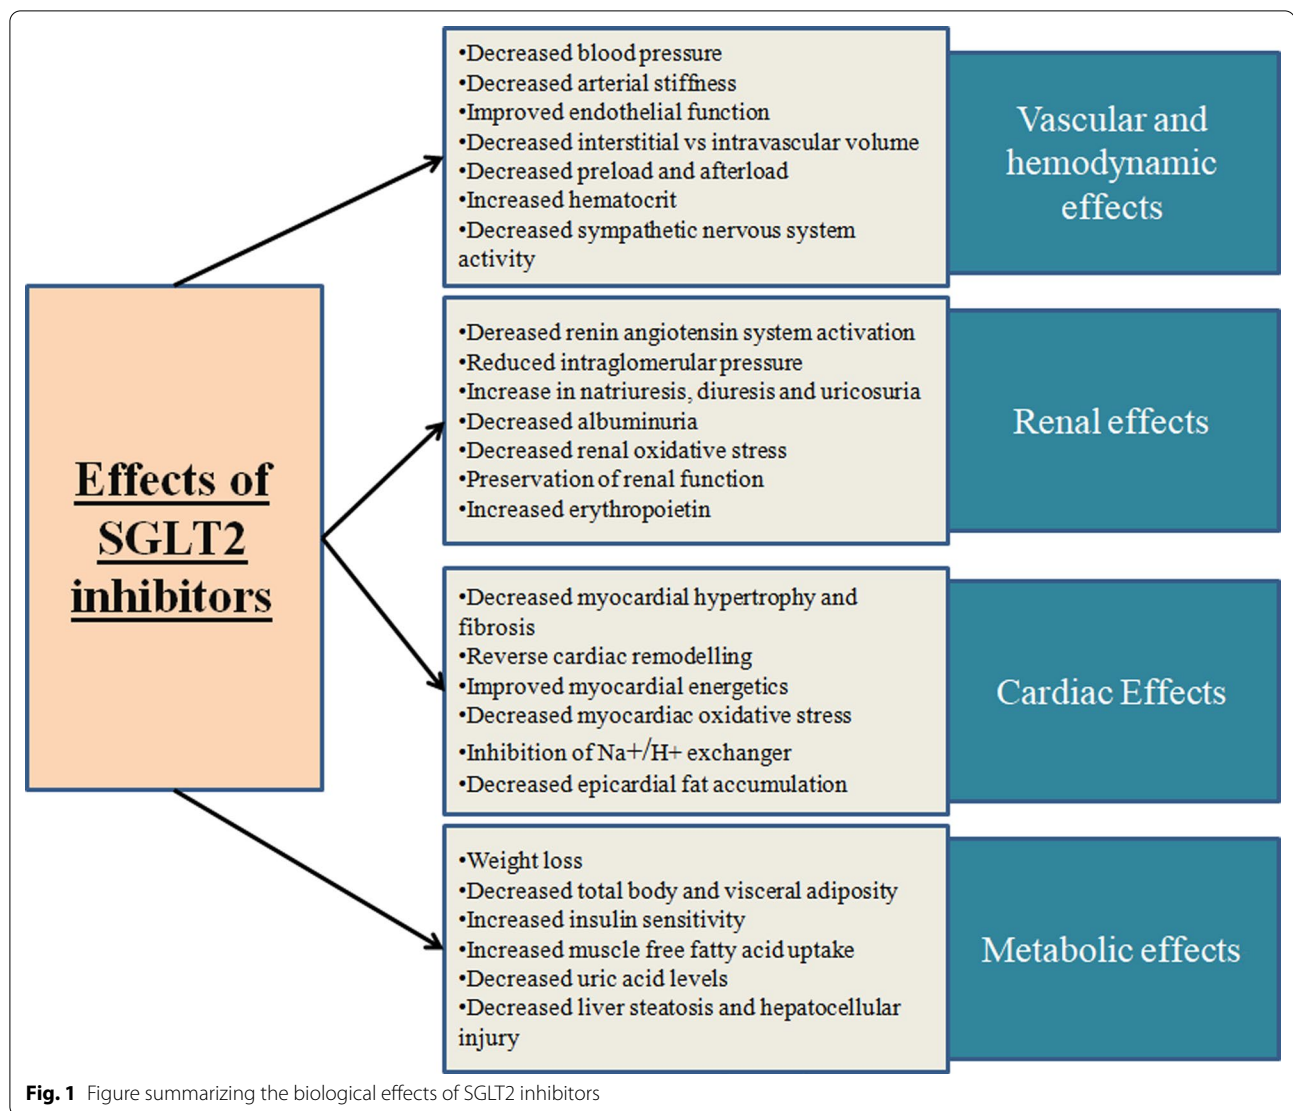 •Decreased blood pressure
•Decreased arterial stiffness
•Improved endothelial function
•Decreased interstitial vs intravascular volume
•Decreased preload and afterload
•Increased hematocrit
•Decreased sympathetic nervous system
activity
Vascular and
hemodynamic
effects
Effects of
SGLT2
inhibitors
•Dereased renin angiotensin system activation
•Reduced intraglomerular pressure
•Increase in natriuresis, diuresis and uricosuria
•Decreased albuminuria
•Decreased renal oxidative stress
•Preservation of renal function
•Increased erythropoietin
Renal effects
•Decreased myocardial hypertrophy and
fibrosis
•Reverse cardiac remodelling
•Improved myocardial energetics
•Decreased myocardiac oxidative stress
•Inhibition of Na+/H+ exchanger
•Decreased epicardial fat accumulation
Cardiac Effects
•Weight loss
•Decreased total body and visceral adiposity
•Increased insulin sensitivity
•Increased muscle free fatty acid uptake
•Decreased uric acid levels
•Decreased liver steatosis and hepatocellular
injury
Metabolic effects
Fig. 1 Figure summarizing the biological effects of SGLT2 inhibitors